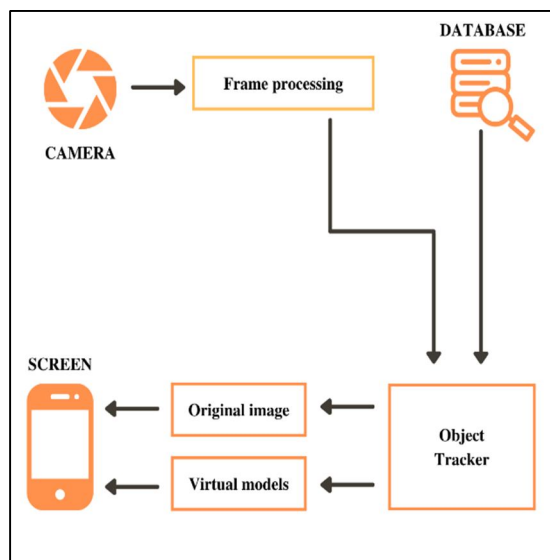 DATABASE
Frame processing
CAMERA
SCREEN
Original image
Object
Tracker
Virtual models